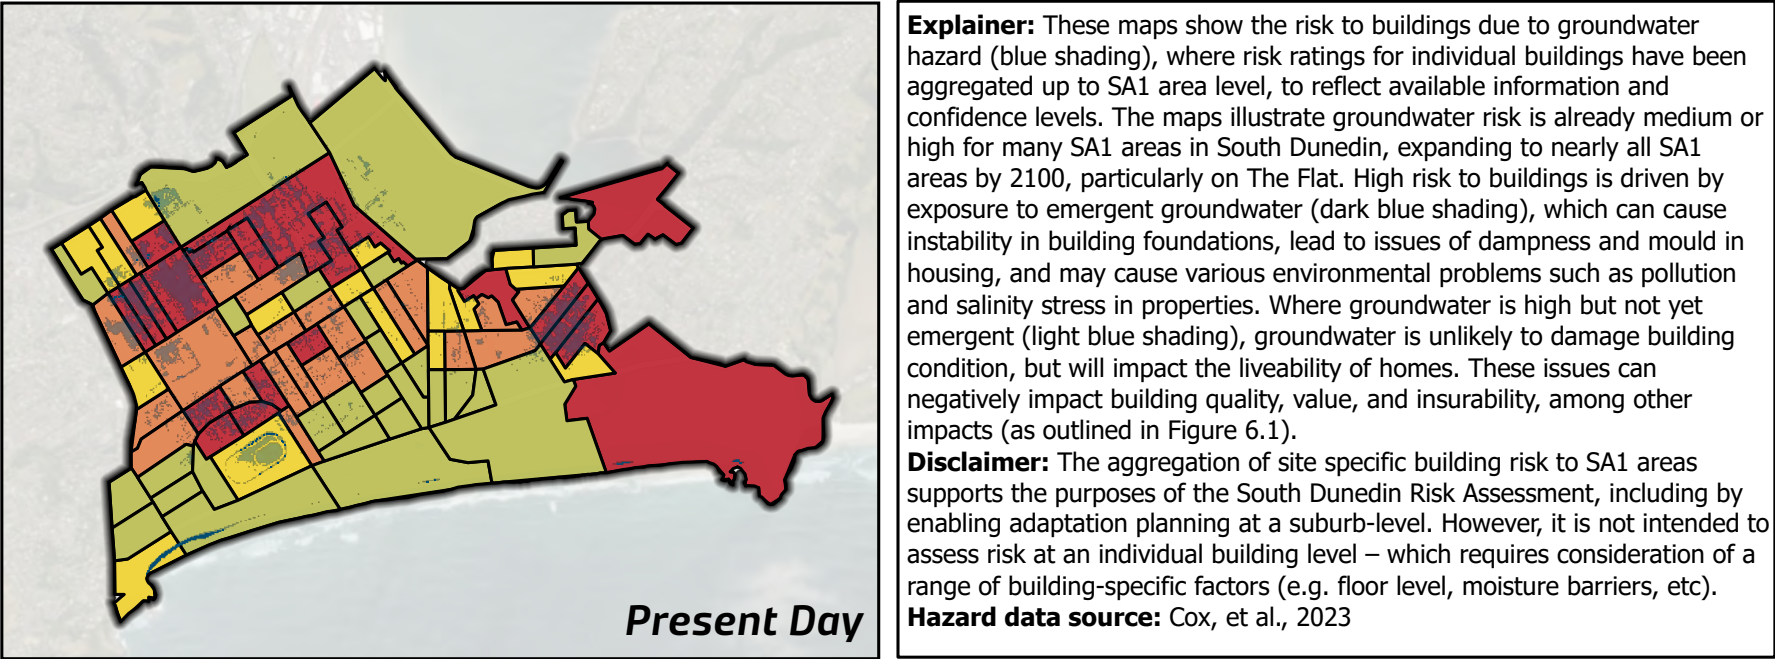 Present Day
Explainer: These maps show the risk to buildings due to groundwater
hazard (blue shading), where risk ratings for individual buildings have been
aggregated up to SA1 area level, to reflect available information and
confidence levels. The maps illustrate groundwater risk is already medium or
high for many SA1 areas in South Dunedin, expanding to nearly all SA1
areas by 2100, particularly on The Flat. High risk to buildings is driven by
exposure to emergent groundwater (dark blue shading), which can cause
instability in building foundations, lead to issues of dampness and mould in
housing, and may cause various environmental problems such as pollution
and salinity stress in properties. Where groundwater is high but not yet
emergent (light blue shading), groundwater is unlikely to damage building
condition, but will impact the liveability of homes. These issues can
negatively impact building quality, value, and insurability, among other
impacts (as outlined in Figure 6.1).
Disclaimer: The aggregation of site specific building risk to SA1 areas
supports the purposes of the South Dunedin Risk Assessment, including by
enabling adaptation planning at a suburb-level. However, it is not intended to
assess risk at an individual building level – which requires consideration of a
range of building-specific factors (e.g. floor level, moisture barriers, etc).
Hazard data source: Cox, et al., 2023